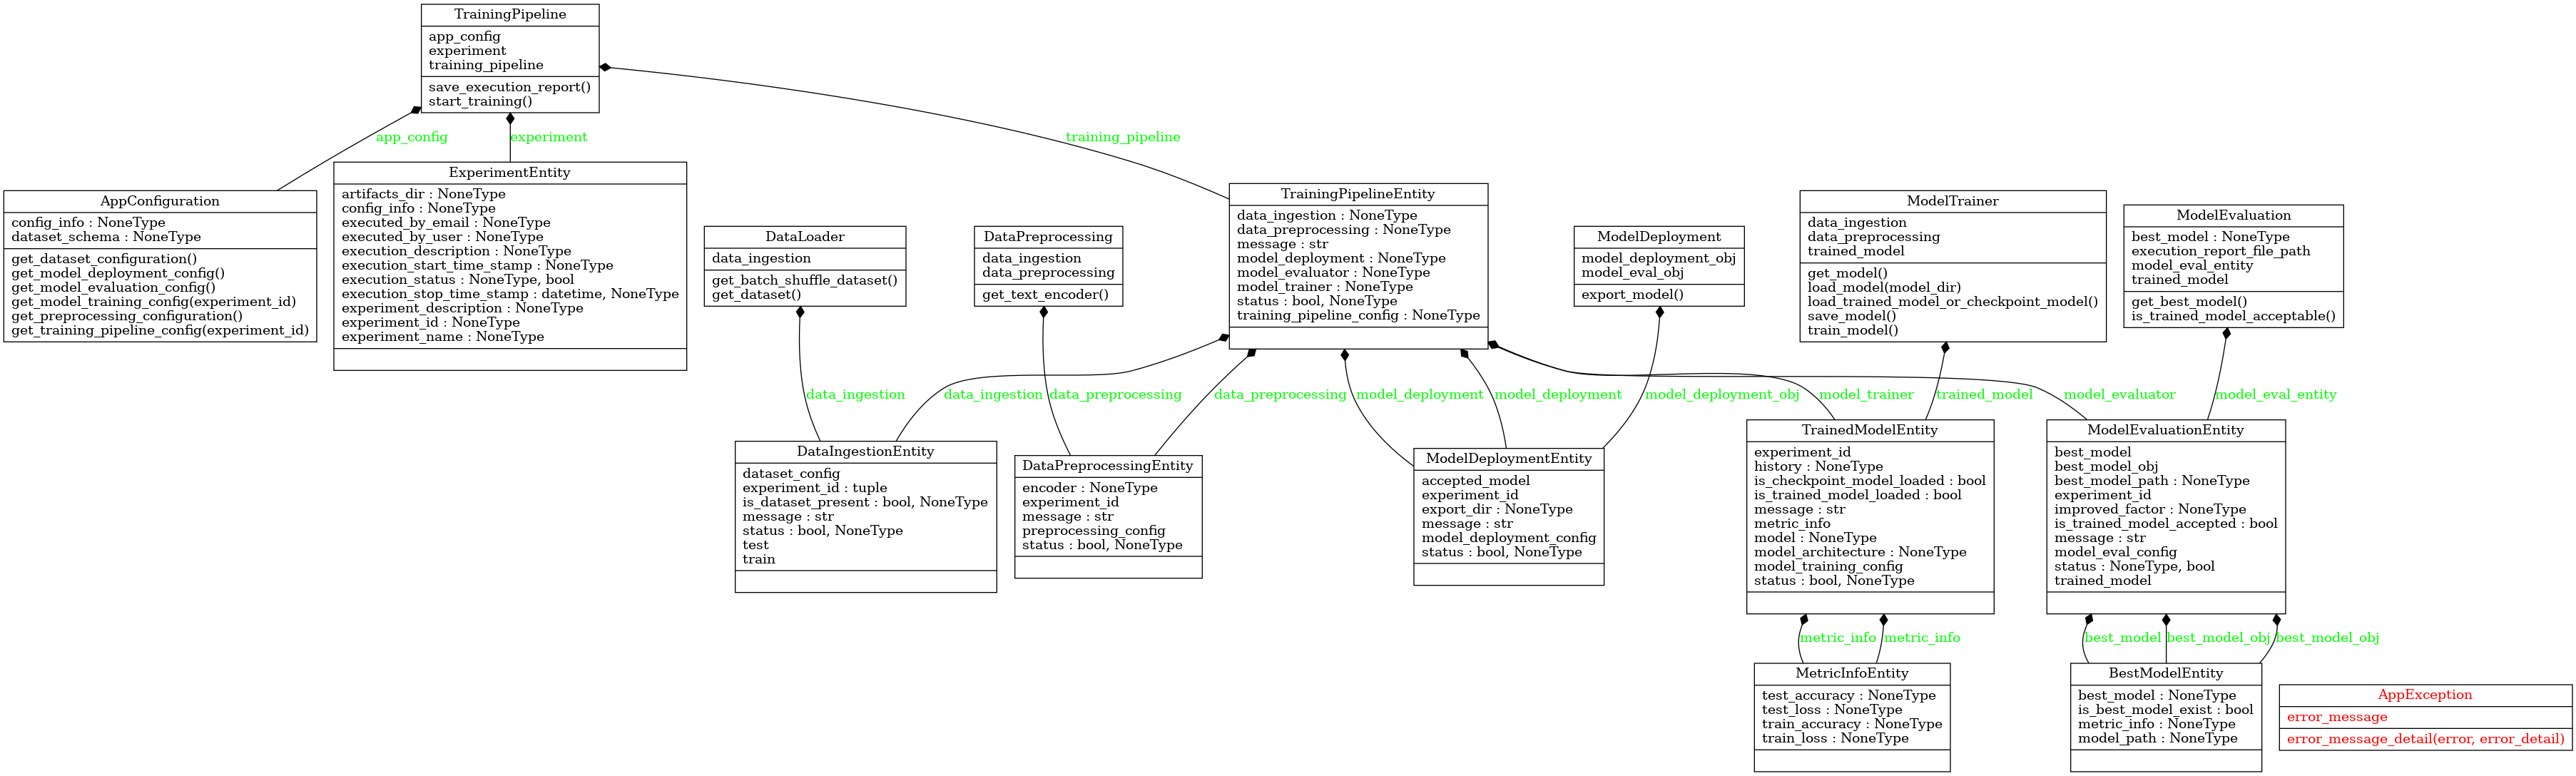 TrainingPipeline
app_config
experiment
training_pipeline
save_execution_report()
start_training()
app_config
experiment
training_pipeline
AppConfiguration
config_info : NoneType
dataset_schema : NoneType
get_dataset_configuration()
get_model_deployment_config()
get_model_evaluation_config()
get_model_training_config(experiment_id)
get_preprocessing_configuration()
get_training_pipeline_config(experiment_id)
ExperimentEntity
artifacts_dir : NoneType
config_info : NoneType
executed_by_email : NoneType
executed_by_user : NoneType
execution_description : NoneType
execution_start_time_stamp : NoneType
execution_status : NoneType, bool
execution_stop_time_stamp : datetime, NoneType
experiment_description : NoneType
experiment_id : NoneType
experiment_name : NoneType
DataLoader
data_ingestion
get_batch_shuffle_dataset()
get_dataset()
DataPreprocessing
data_ingestion
data_preprocessing
get_text_encoder()
TrainingPipelineEntity
data_ingestion : NoneType
data_preprocessing : NoneType
message : str
model_deployment : NoneType
model_evaluator : NoneType
model_trainer : NoneType
status : bool, NoneType
training_pipeline_config : NoneType
ModelDeployment
model_deployment_obj
model_eval_obj
export_model()
ModelTrainer
data_ingestion
data_preprocessing
trained_model
get_model()
load_model(model_dir)
load_trained_model_or_checkpoint_model()
save_model()
train_model()
ModelEvaluation
best_model : NoneType
execution_report_file_path
model_eval_entity
trained_model
get_best_model()
is_trained_model_acceptable()
data_ingestion
data_ingestion
data_preprocessing
data_preprocessing
model_deployment
model_deployment
model_deployment_obj
model_trainer
trained_model
model_evaluator
model_eval_entity
DataIngestionEntity
dataset_config
experiment_id : tuple
is_dataset_present : bool, NoneType
message : str
status : bool, NoneType
test
train
DataPreprocessingEntity
encoder : NoneType
experiment_id
message : str
preprocessing_config
status : bool, NoneType
ModelDeploymentEntity
accepted_model
experiment_id
export_dir : NoneType
message : str
model_deployment_config
status : bool, NoneType
TrainedModelEntity
experiment_id
history : NoneType
is_checkpoint_model_loaded : bool
is_trained_model_loaded : bool
message : str
metric_info
model : NoneType
model_architecture : NoneType
model_training_config
status : bool, NoneType
ModelEvaluationEntity
best_model
best_model_obj
best_model_path : NoneType
experiment_id
improved_factor : NoneType
is_trained_model_accepted : bool
message : str
model_eval_config
status : NoneType, bool
trained_model
metric_info
metric_info
best_model
best_model_obj
best_model_obj
MetricInfoEntity
test_accuracy : NoneType
test_loss : NoneType
train_accuracy : NoneType
train_loss : NoneType
BestModelEntity
best_model : NoneType
is_best_model_exist : bool
metric_info : NoneType
model_path : NoneType
AppException
error_message
error_message_detail(error, error_detail)